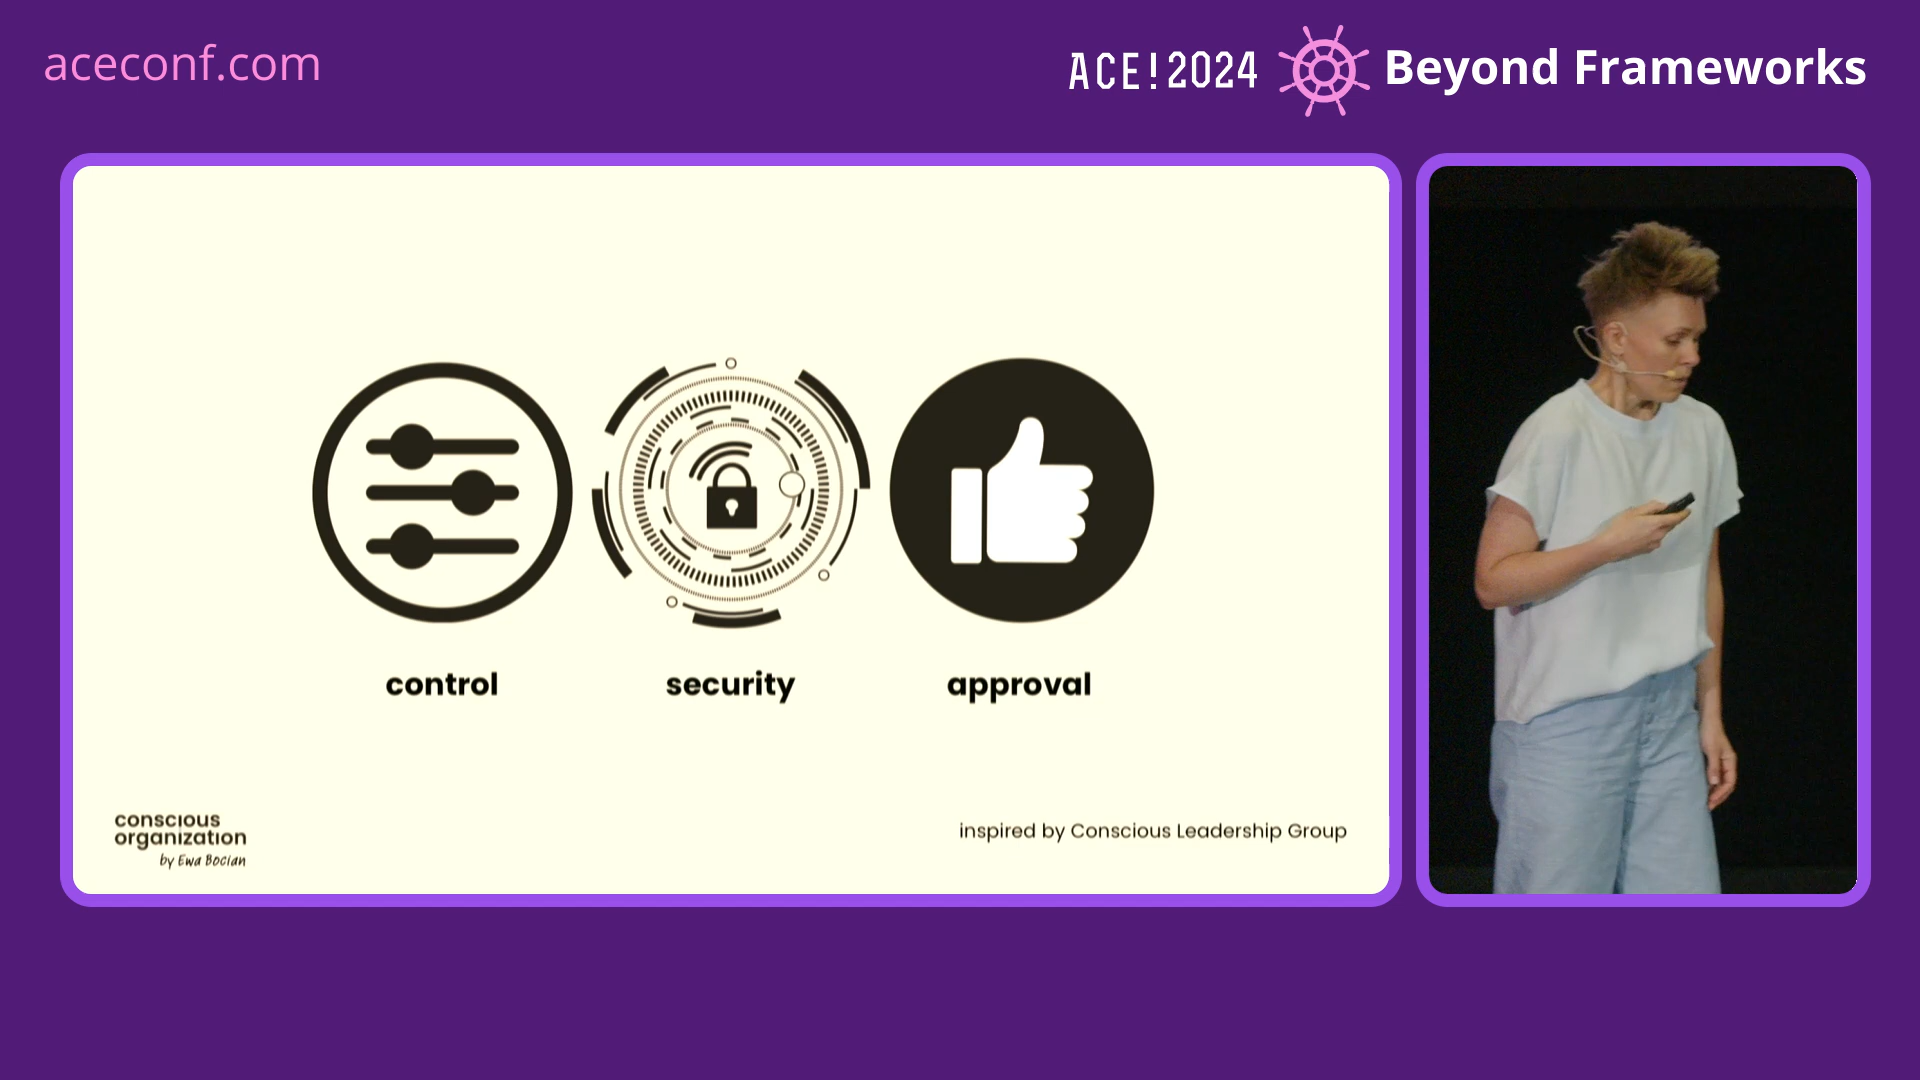 aceconf.com
ACE!2024 Beyond Frameworks
control security approval
conscious
organization
by Ewa Bocian
inspired by Conscious Leadership Group